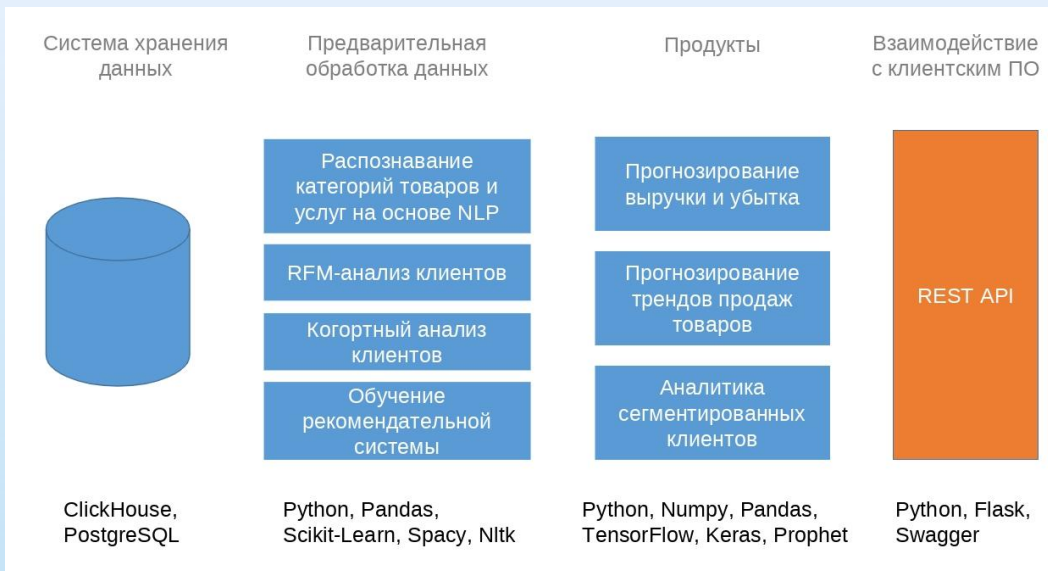 Система хранения
данных
Предварительная
обработка данных
Продукты
Взаимодействие
с клиентским ПО
Распознавание
категорий товаров и
услуг на основе NLP
RFM-анализ клиентов
Когортный анализ
клиентов
Обучение
рекомендательной
системы
Прогнозирование
выручки и убытка
Прогнозирование
трендов продаж
товаров
Аналитика
сегментированных
клиентов
REST API
ClickHouse,
PostgreSQL
Python, Pandas,
Scikit-Learn, Spacy, Nltk
Python, Numpy, Pandas,
TensorFlow, Keras, Prophet
Python, Flask,
Swagger